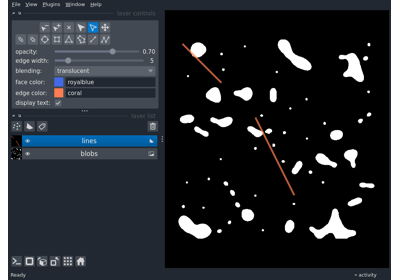 File View Plugins Window Help
layer controls
opacity: 0.70
edge width: 5
blending: translucent
face color: royalblue
edge color: coral
display text:
layer list
lines
blobs
Ready
activity